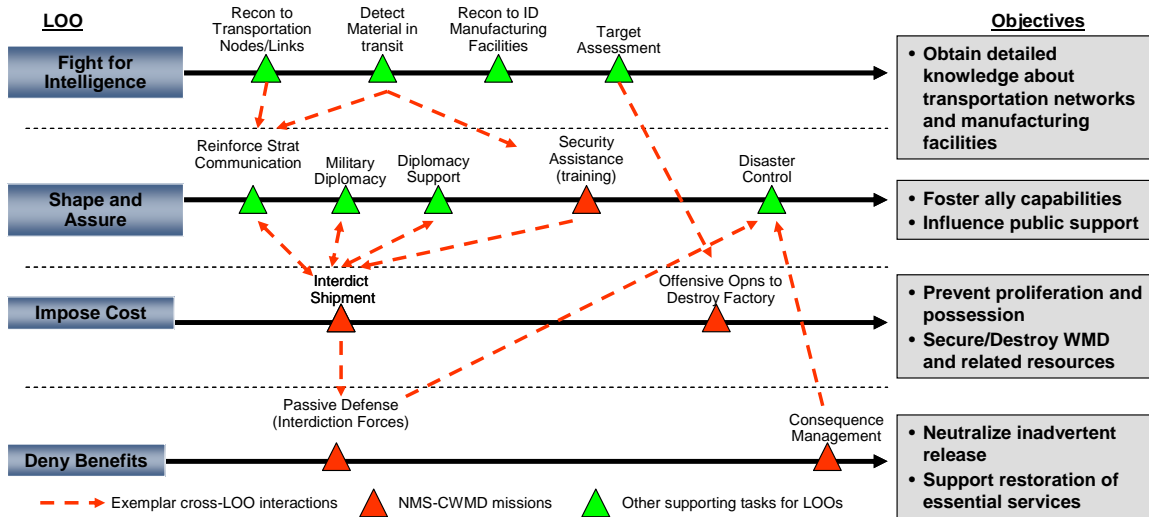 LOO
Objectives
Recon to
Transportation
Nodes/Links
Detect
Material in
transit
Recon to ID
Manufacturing
Facilities
Target
Assessment
Fight for
Intelligence
• Obtain detailed
knowledge about
transportation networks
and manufacturing
facilities
Reinforce Strat
Communication
Military
Diplomacy
Diplomacy
Support
Security
Assistance
(training)
Disaster
Control
Shape and
Assure
• Foster ally capabilities
• Influence public support
Interdict
Shipment
Offensive Opns to
Destroy Factory
Impose Cost
• Prevent proliferation and
possession
• Secure/Destroy WMD
and related resources
Passive Defense
(Interdiction Forces)
Consequence
Management
Deny Benefits
• Neutralize inadvertent
release
• Support restoration of
essential services
Exemplar cross-LOO interactions
NMS-CWMD missions
Other supporting tasks for LOOs